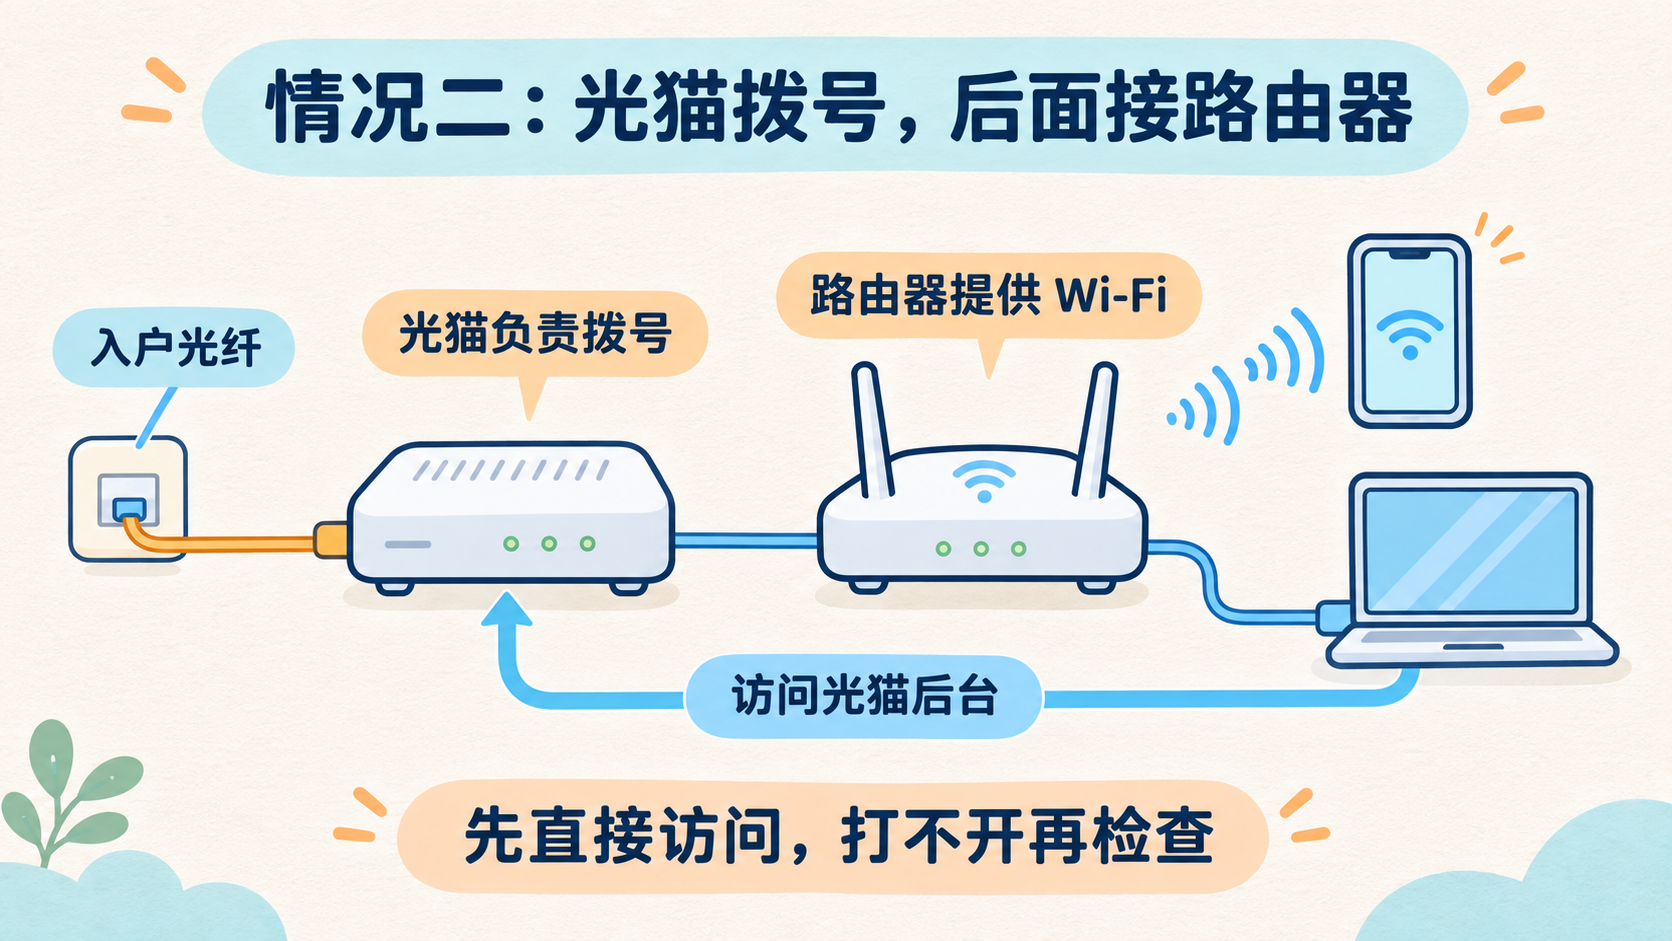 情况二：光猫拨号，后面接路由器
入户光纤
光猫负责拨号
路由器提供 Wi-Fi
访问光猫后台
先直接访问，打不开再检查